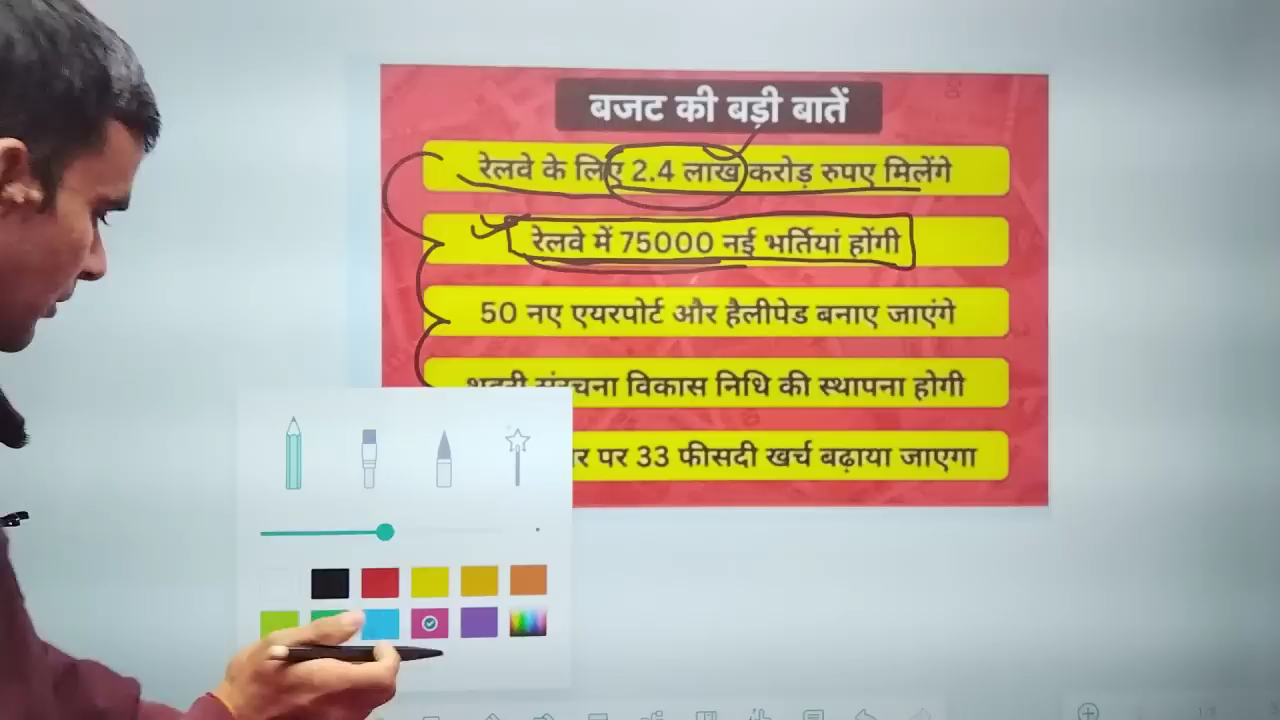 बजट की बड़ी बातें
रेलवे के लिए 2.4 लाख करोड़ रुपए मिलेंगे
रेलवे में 75000 नई भर्तियां होंगी
50 नए एयरपोर्ट और हैलीपेड बनाए जाएंगे
संरचना विकास निधि की स्थापना होगी
पर 33 फीसदी खर्च बढ़ाया जाएगा